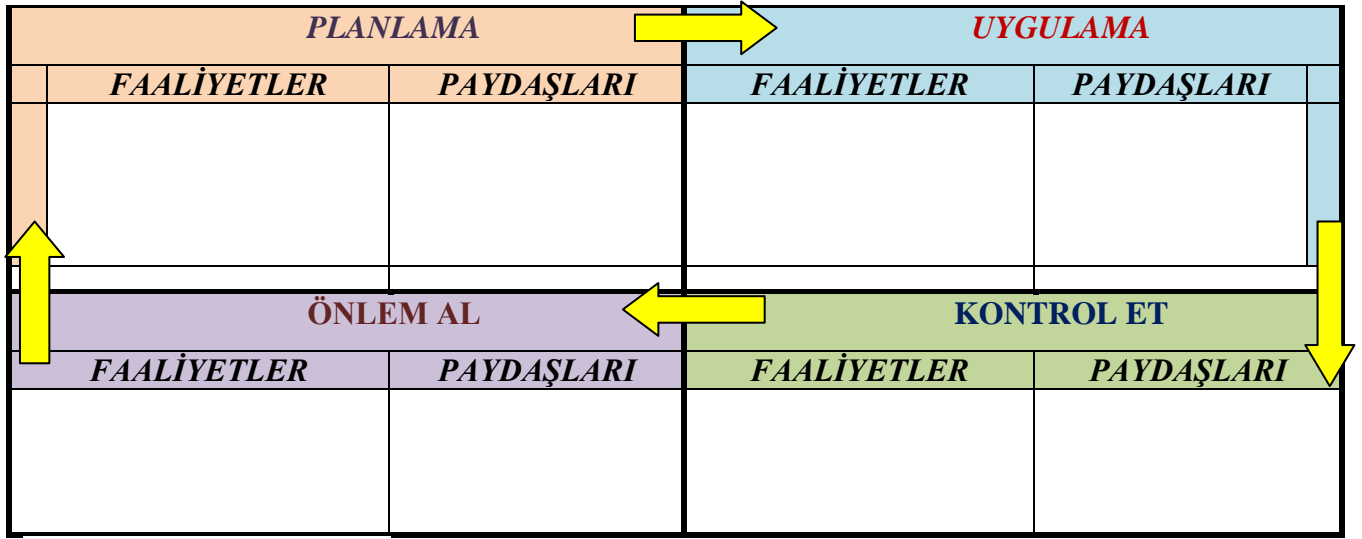 PLANLAMA UYGULAMA
FAALİYETLER PAYDAŞLARI FAALİYETLER PAYDAŞLARI
ÖNLEM AL KONTROL ET
FAALİYETLER PAYDAŞLARI FAALİYETLER PAYDAŞLARI